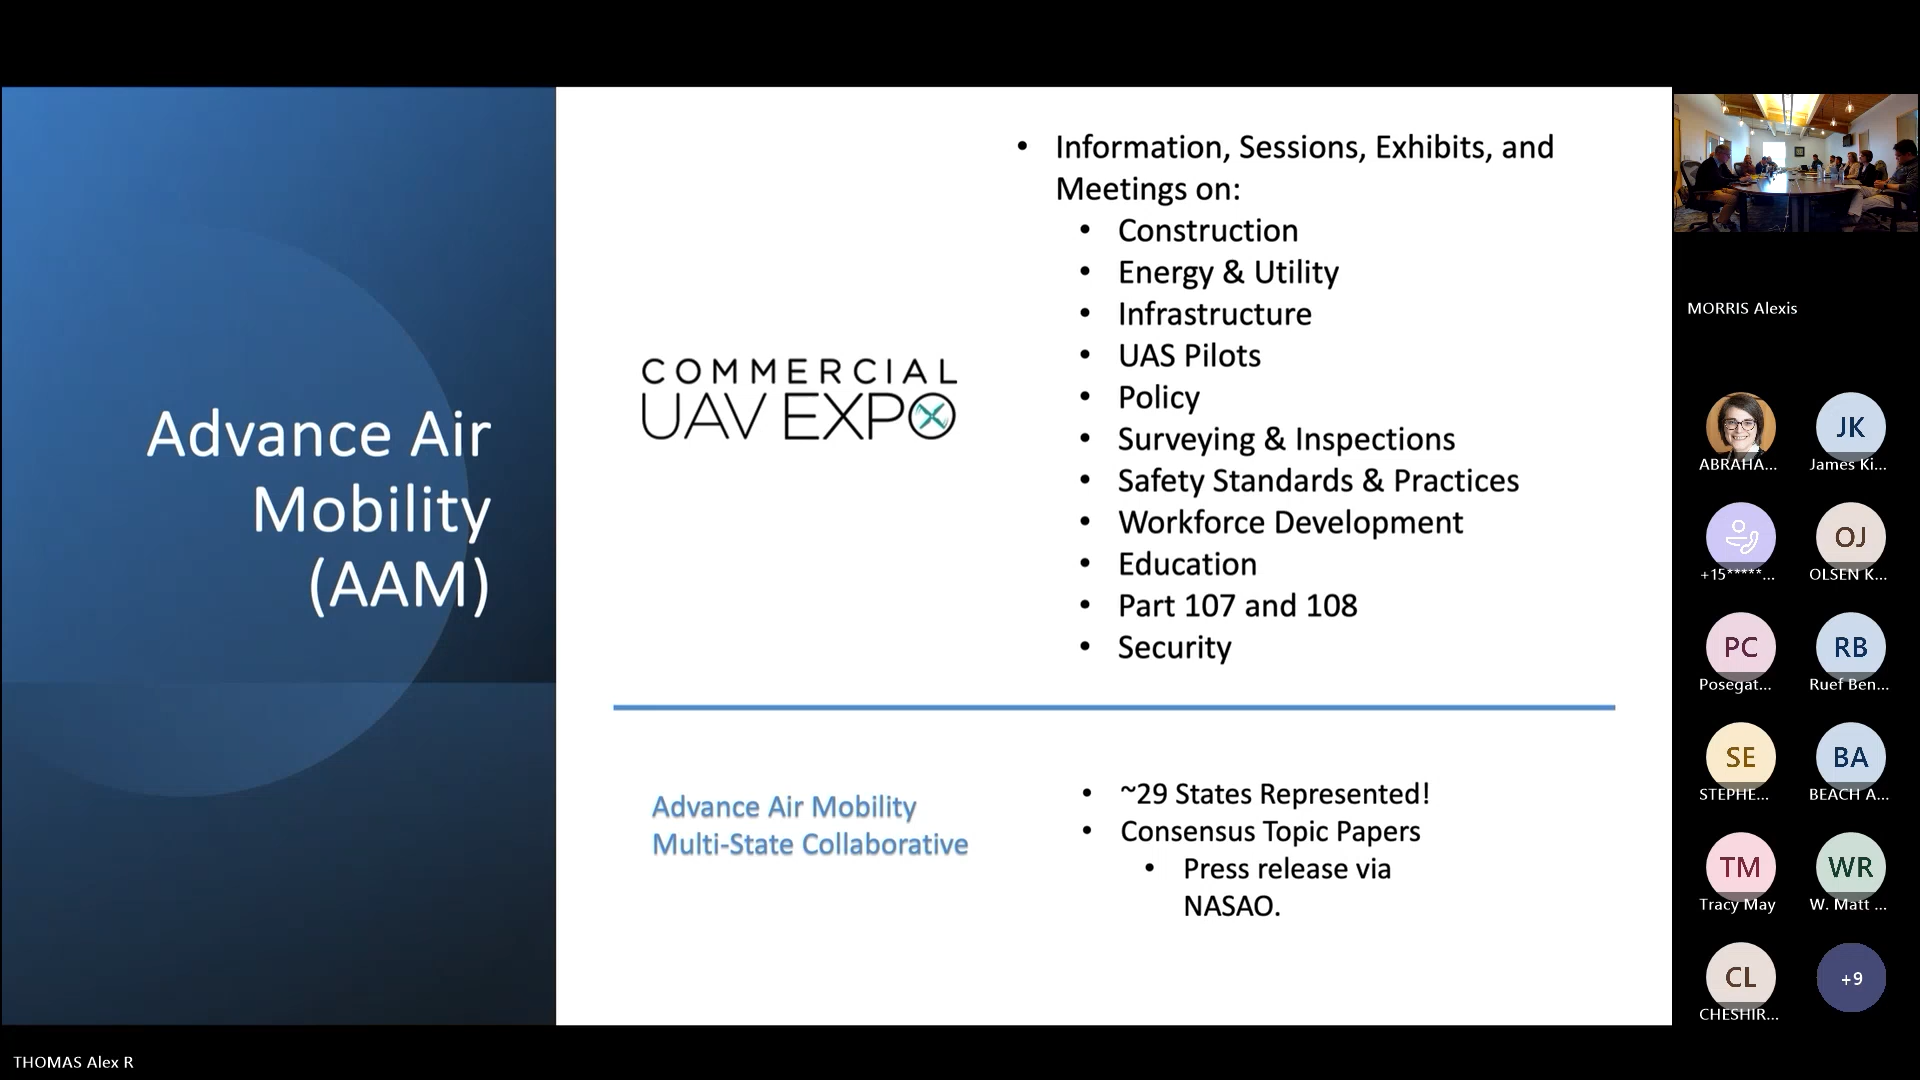 Advance Air
Mobility
(AAM)
COMMERCIAL
UAV EXPO
• Information, Sessions, Exhibits, and
Meetings on:
• Construction
• Energy & Utility
• Infrastructure
• UAS Pilots
• Policy
• Surveying & Inspections
• Safety Standards & Practices
• Workforce Development
• Education
• Part 107 and 108
• Security
Advance Air Mobility
Multi-State Collaborative
• ~29 States Represented!
• Consensus Topic Papers
• Press release via
NASAO.
MORRIS Alexis
ABRAHA...
JK
James Ki...
+15*****...
OJ
OLSEN K...
PC
Posegat...
RB
Ruef Ben...
SE
STEPHE...
BA
BEACH A...
TM
Tracy May
WR
W. Matt ...
CL
CHESHIR...
+9
THOMAS Alex R